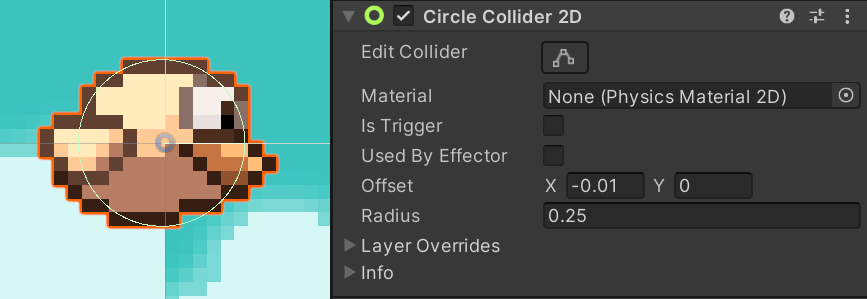 Circle Collider 2D
Edit Collider
Material None (Physics Material 2D)
Is Trigger
Used By Effector
Offset X -0.01 Y 0
Radius 0.25
Layer Overrides
Info